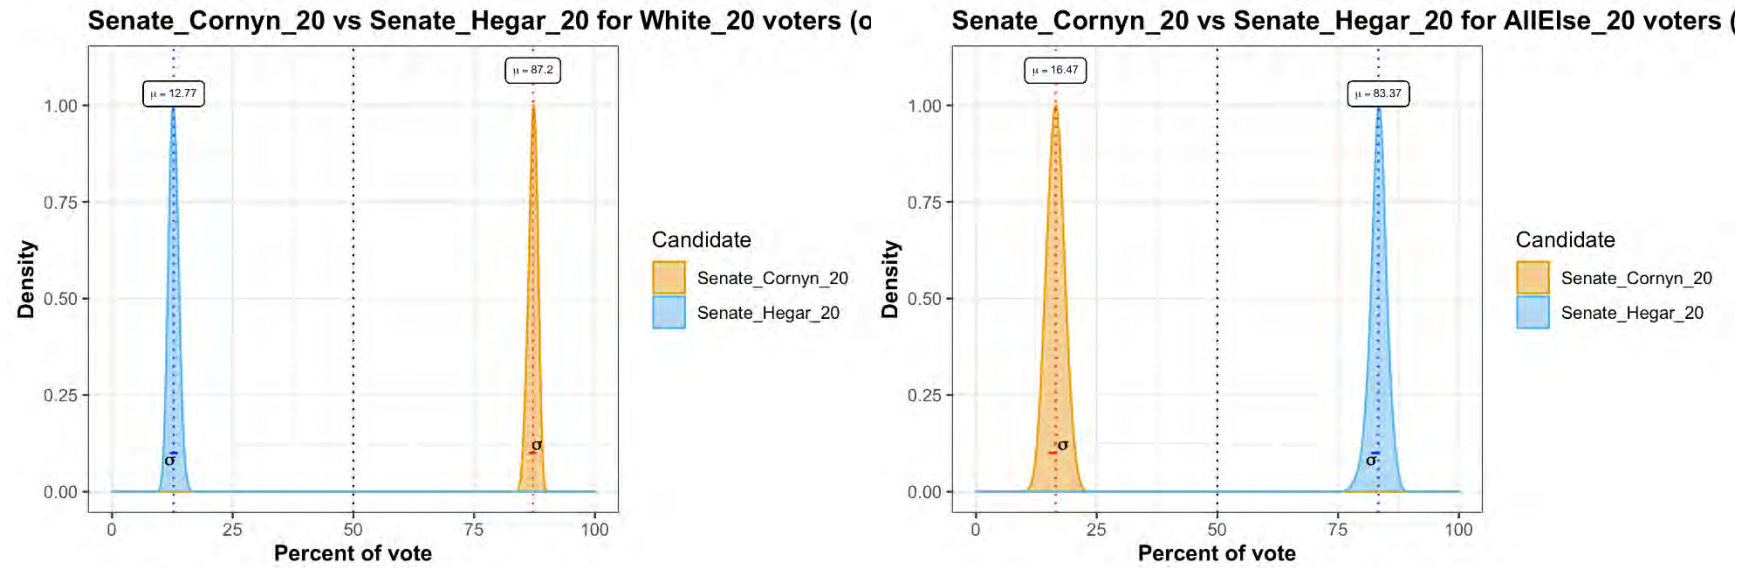 Senate_Cornyn_20 vs Senate_Hegar_20 for White_20 voters (o
μ = 87.2
μ = 12.77
1.00
0.75
0.50
0.25
0.00
Density
σ
σ
0 25 50 75 100
Percent of vote
Candidate
Senate_Cornyn_20
Senate_Hegar_20
Senate_Cornyn_20 vs Senate_Hegar_20 for AllElse_20 voters (
μ = 16.47
μ = 83.37
1.00
0.75
0.50
0.25
0.00
Density
σ
σ
0 25 50 75 100
Percent of vote
Candidate
Senate_Cornyn_20
Senate_Hegar_20